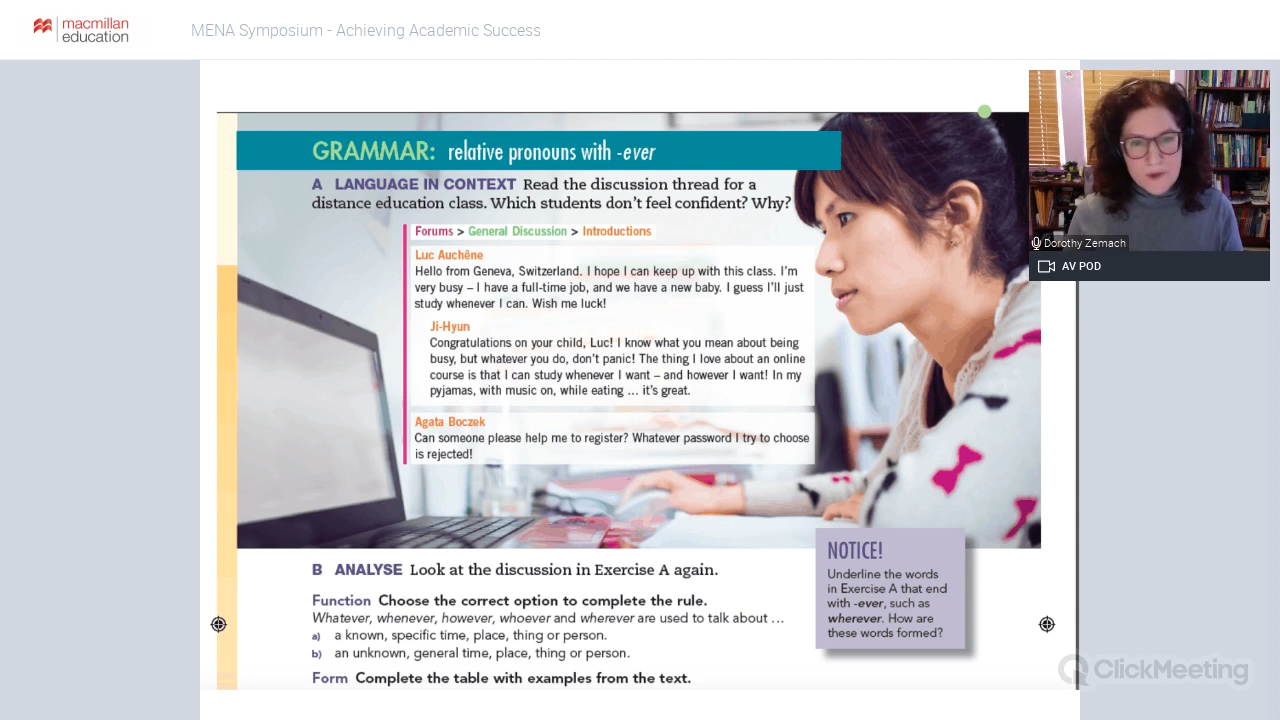 macmillan
education
MENA Symposium - Achieving Academic Success
GRAMMAR: relative pronouns with -ever
A LANGUAGE IN CONTEXT Read the discussion thread for a
distance education class. Which students don't feel confident? Why?
Forums > General Discussion > Introductions
Luc Auchêne
Hello from Geneva, Switzerland. I hope I can keep up with this class. I'm
very busy – I have a full-time job, and we have a new baby. I guess I'll just
study whenever I can. Wish me luck!
Ji-Hyun
Congratulations on your child, Luc! I know what you mean about being
busy, but whatever you do, don't panic! The thing I love about an online
course is that I can study whenever I want – and however I want! In my
pyjamas, with music on, while eating ... it's great.
Agata Boczek
Can someone please help me to register? Whatever password I try to choose
is rejected!
B ANALYSE Look at the discussion in Exercise A again.
Function Choose the correct option to complete the rule.
Whatever, whenever, however, whoever and wherever are used to talk about ...
a) a known, specific time, place, thing or person.
b) an unknown, general time, place, thing or person.
Form Complete the table with examples from the text.
NOTICE!
Underline the words
in Exercise A that end
with -ever, such as
wherever. How are
these words formed?
Dorothy Zemach
AV POD
ClickMeeting